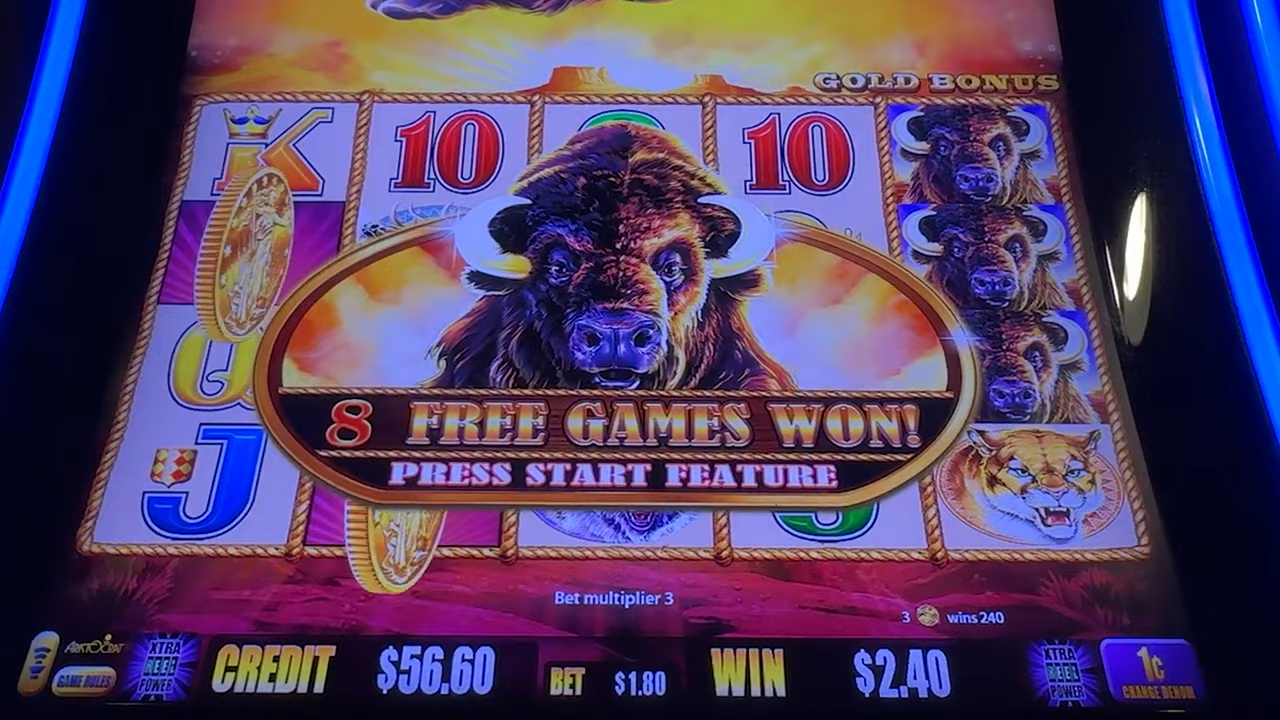 GOLD BONUS
K
10
10
Q
J
8 FREE GAMES WON!
PRESS START FEATURE
Bet multiplier 3
3 wins 240
ARISTOCRAT
GAME RULES
XTRA REEL POWER
CREDIT $56.60
BET $1.80
WIN $2.40
XTRA REEL POWER
1¢
CHANGE DENOM